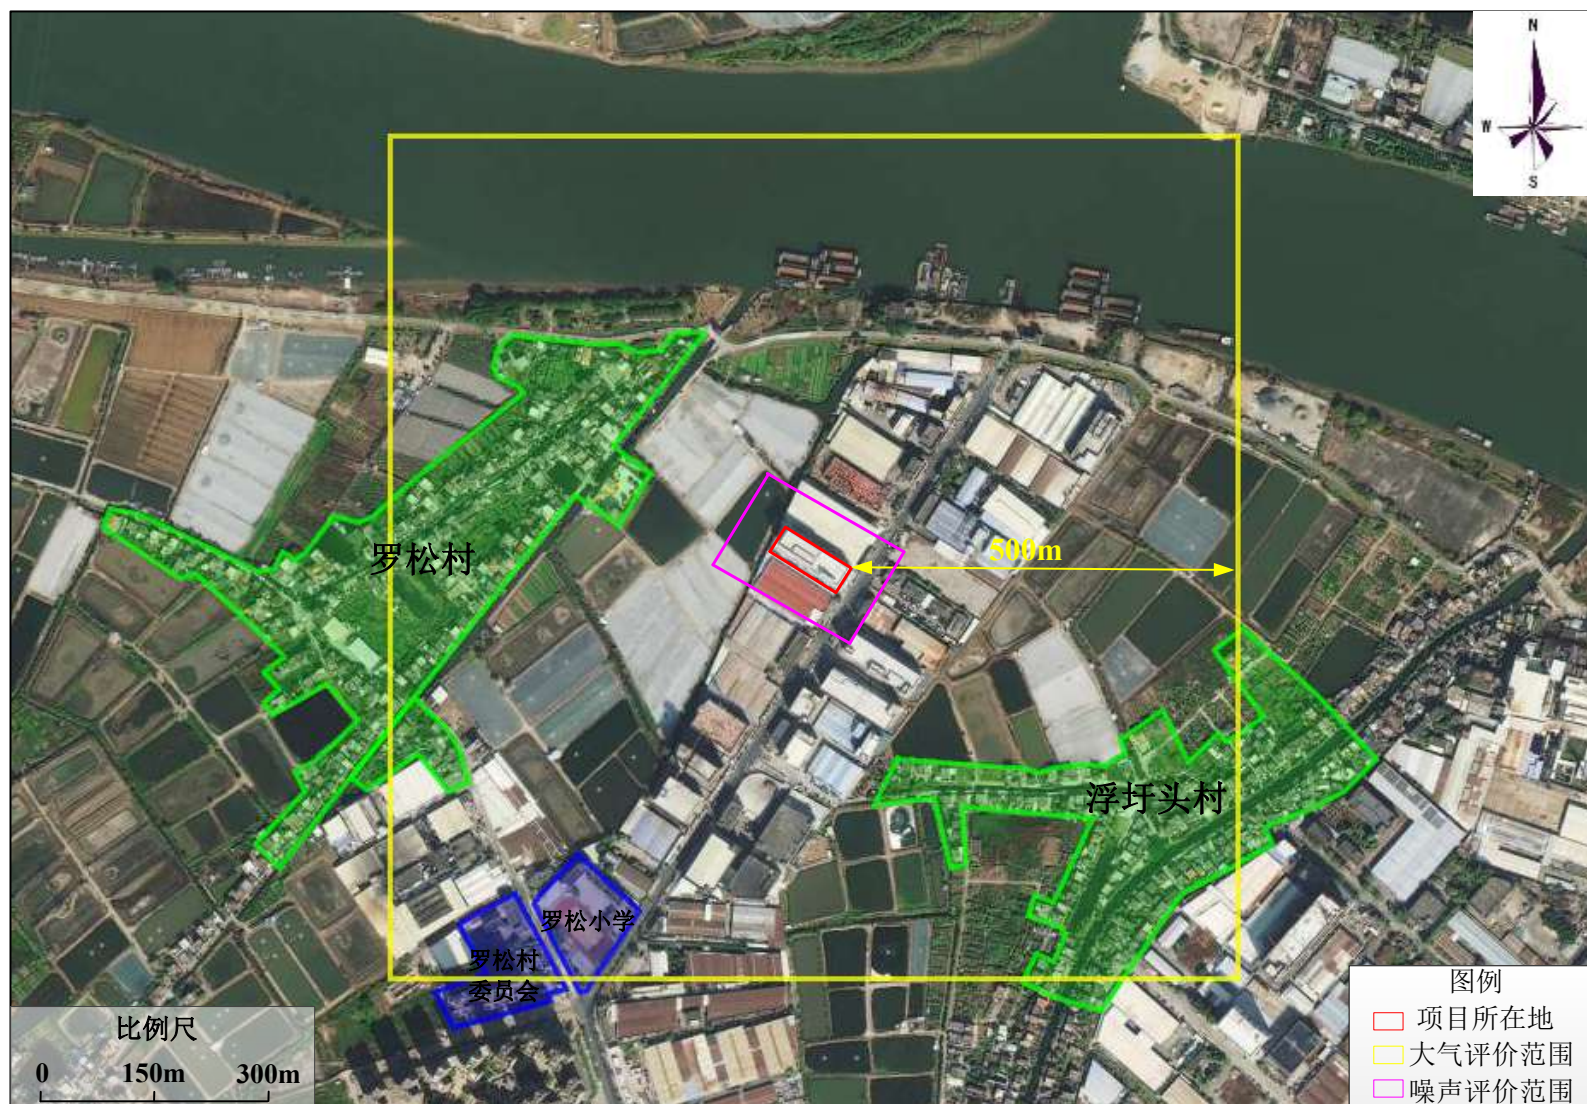 N
W
S
500m
罗松村
浮圩头村
罗松小学
罗松村
委员会
比例尺
0 150m 300m
图例
项目所在地
大气评价范围
噪声评价范围